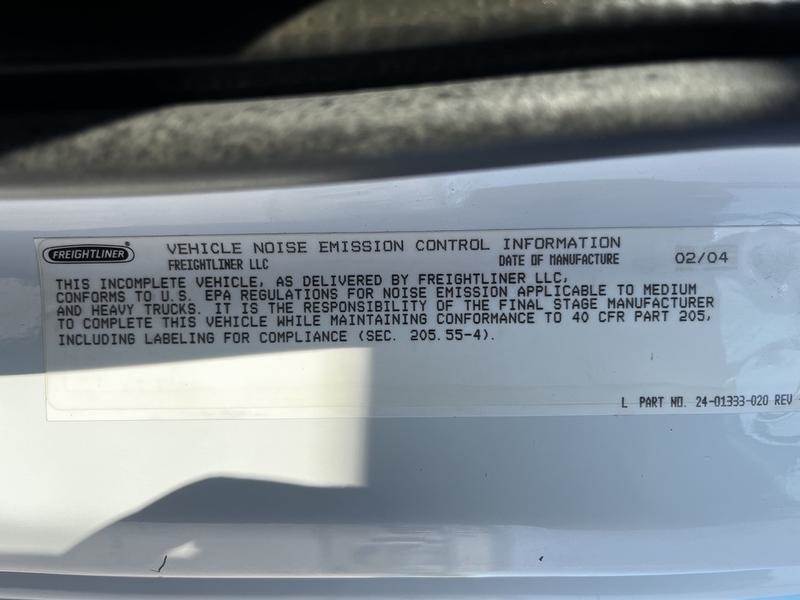 FREIGHTLINER
VEHICLE NOISE EMISSION CONTROL INFORMATION
FREIGHTLINER LLC DATE OF MANUFACTURE 02/04
THIS INCOMPLETE VEHICLE, AS DELIVERED BY FREIGHTLINER LLC,
CONFORMS TO U.S. EPA REGULATIONS FOR NOISE EMISSION APPLICABLE TO MEDIUM
AND HEAVY TRUCKS. IT IS THE RESPONSIBILITY OF THE FINAL STAGE MANUFACTURER
TO COMPLETE THIS VEHICLE WHILE MAINTAINING CONFORMANCE TO 40 CFR PART 205,
INCLUDING LABELING FOR COMPLIANCE (SEC. 205.55-4).
L PART NO. 24-01333-020 REV